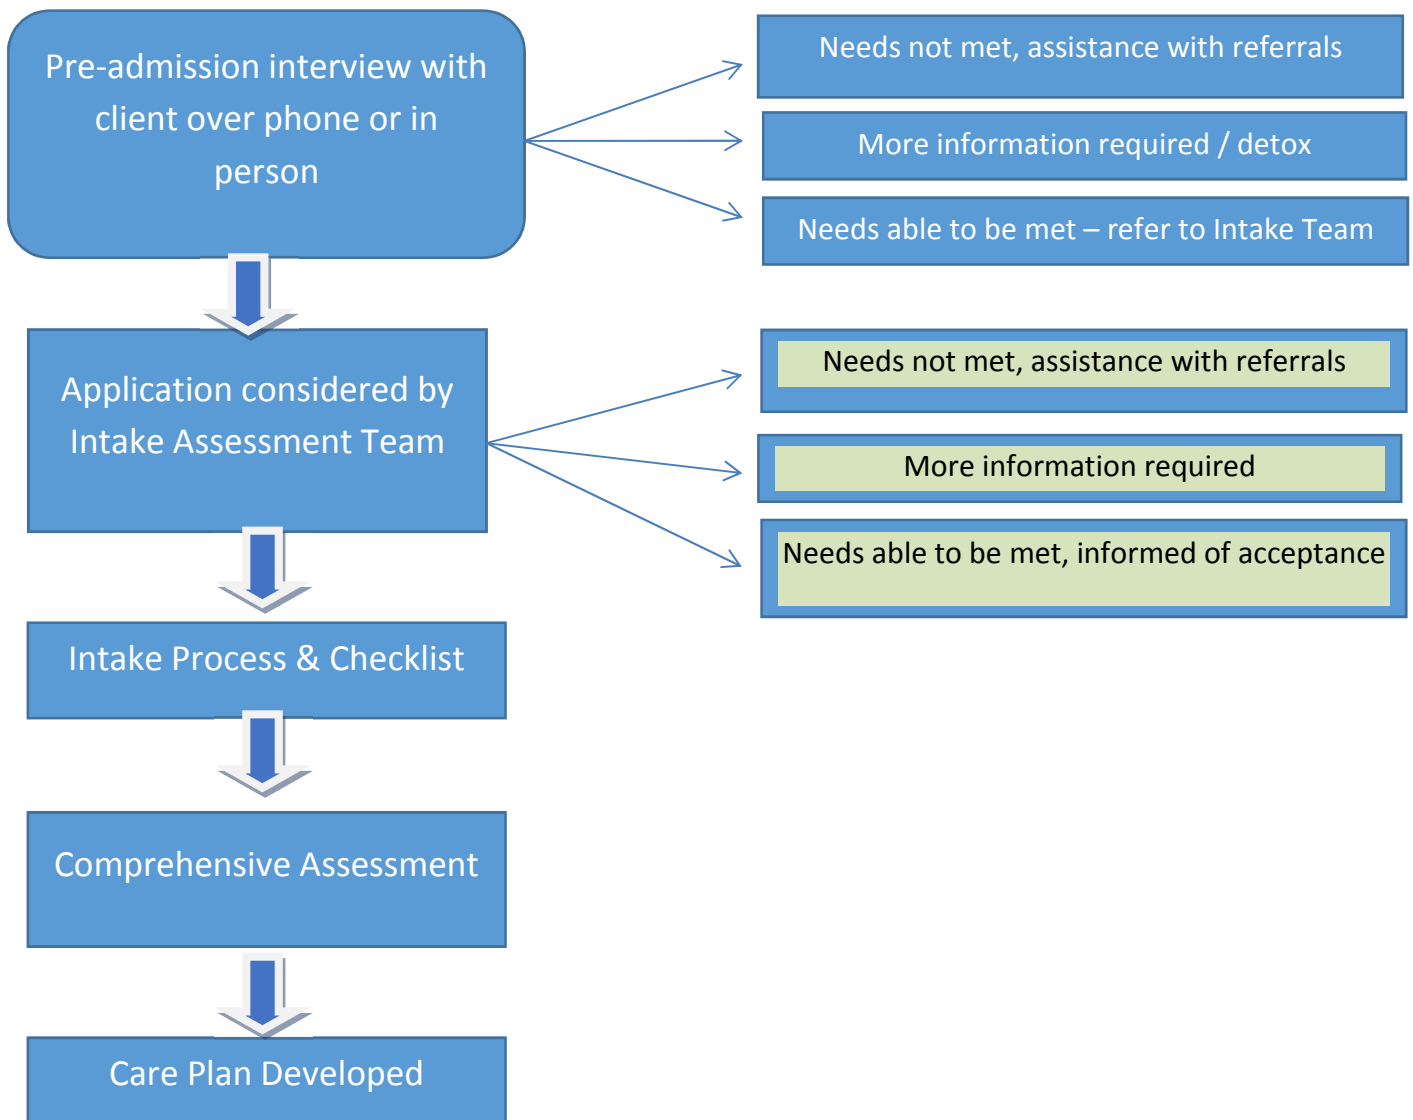 Pre-admission interview with
client over phone or in
person
Needs not met, assistance with referrals
More information required / detox
Needs able to be met – refer to Intake Team
Application considered by
Intake Assessment Team
Needs not met, assistance with referrals
More information required
Needs able to be met, informed of acceptance
Intake Process & Checklist
Comprehensive Assessment
Care Plan Developed